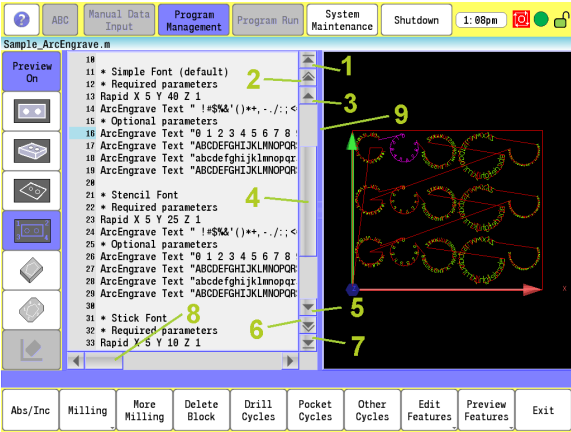 ?
ABC
Manual Data
Input
Program
Management
Program Run
System
Maintenance
Shutdown
1:08pm
Sample_ArcEngrave.m
Preview
On
10
11 * Simple Font (default)
12 * Required parameters
13 Rapid X 5 Y 40 Z 1
14 ArcEngrave Text " !#$%&'()*+,-./:;<
15 * Optional parameters
16 ArcEngrave Text "0 1 2 3 4 5 6 7 8
17 ArcEngrave Text "ABCDEFGHIJKLMNOPQR
18 ArcEngrave Text "abcdefghijklmnopqr
19 ArcEngrave Text "ABCDEFGHIJKLMNOPQR
20
21 * Stencil Font
22 * Required parameters
23 Rapid X 5 Y 25 Z 1
24 ArcEngrave Text " !#$%&'()*+,-./:;<
25 * Optional parameters
26 ArcEngrave Text "0 1 2 3 4 5 6 7 8
27 ArcEngrave Text "ABCDEFGHIJKLMNOPQR
28 ArcEngrave Text "abcdefghijklmnopqr
29 ArcEngrave Text "ABCDEFGHIJKLMNOPQR
30
31 * Stick Font
32 * Required parameters
33 Rapid X 5 Y 10 Z 1
1
2
3
9
4
5
6
7
8
Y
X
Abs/Inc
Milling
More
Milling
Delete
Block
Drill
Cycles
Pocket
Cycles
Other
Cycles
Edit
Features
Preview
Features
Exit